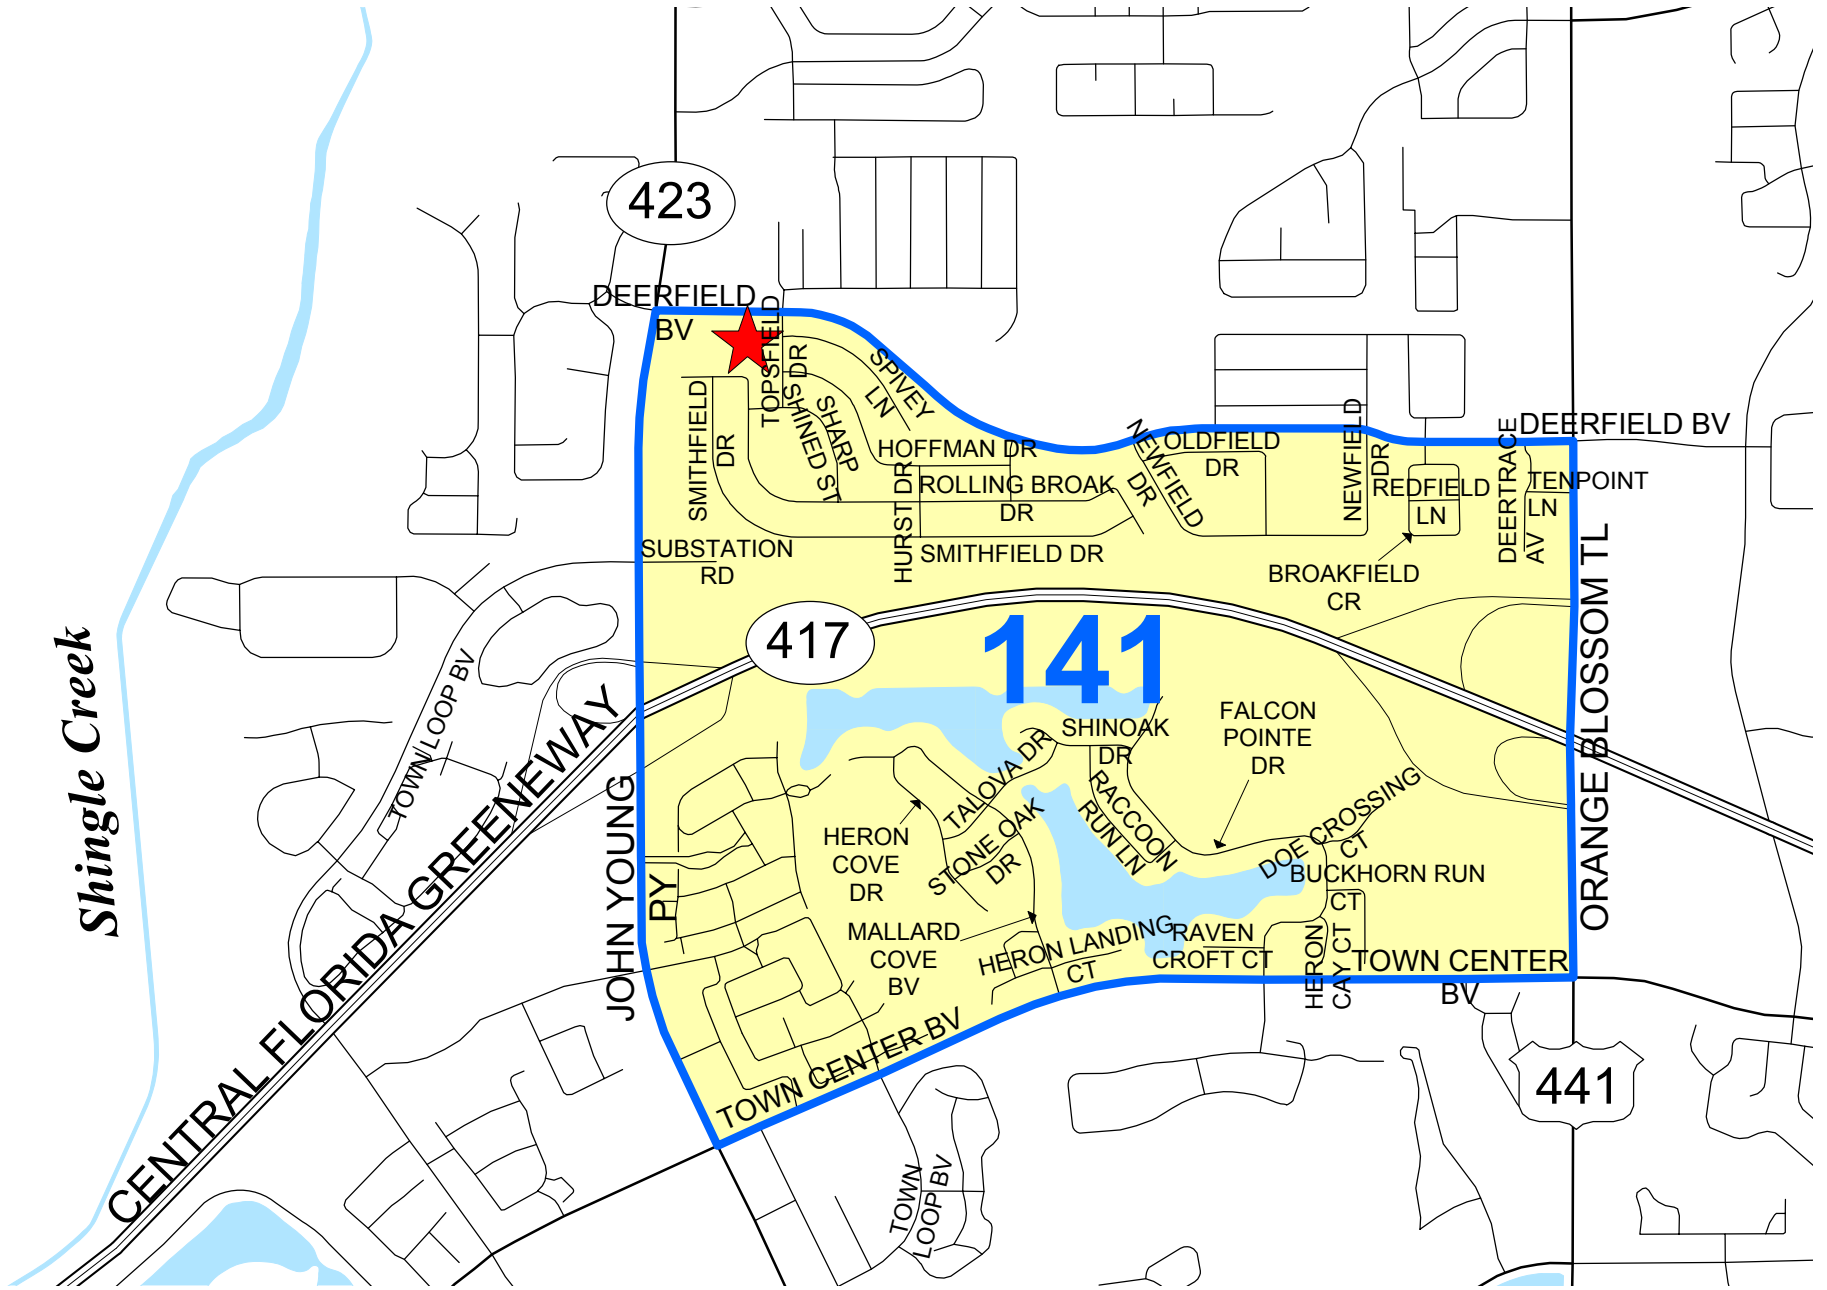 423
DEERFIELD
BV
TOPSFIELD
DR
SPIVEY
LN
SMITHFIELD
DR
SHINED ST
SHARP
HOFFMAN DR
HURST DR
ROLLING BROAK
DR
SMITHFIELD DR
NEWFIELD
DR
OLDFIELD
DR
NEWFIELD
DR
REDFIELD
LN
DEERTRACE
AV
DEERFIELD BV
TENPOINT
LN
SUBSTATION
RD
BROAKFIELD
CR
ORANGE BLOSSOM TL
417
141
Shingle Creek
TOWN LOOP BV
CENTRAL FLORIDA GREENEWAY
JOHN YOUNG
PY
SHINOAK
DR
FALCON
POINTE
DR
TALOVA DR
RACCOON
RUN LN
HERON
COVE
DR
STONE OAK
DR
DOE CROSSING
CT
BUCKHORN RUN
CT
MALLARD
COVE
BV
HERON LANDING
CT
RAVEN
CROFT CT
HERON
CAY CT
TOWN CENTER
BV
TOWN CENTER BV
441
TOWN
LOOP BV